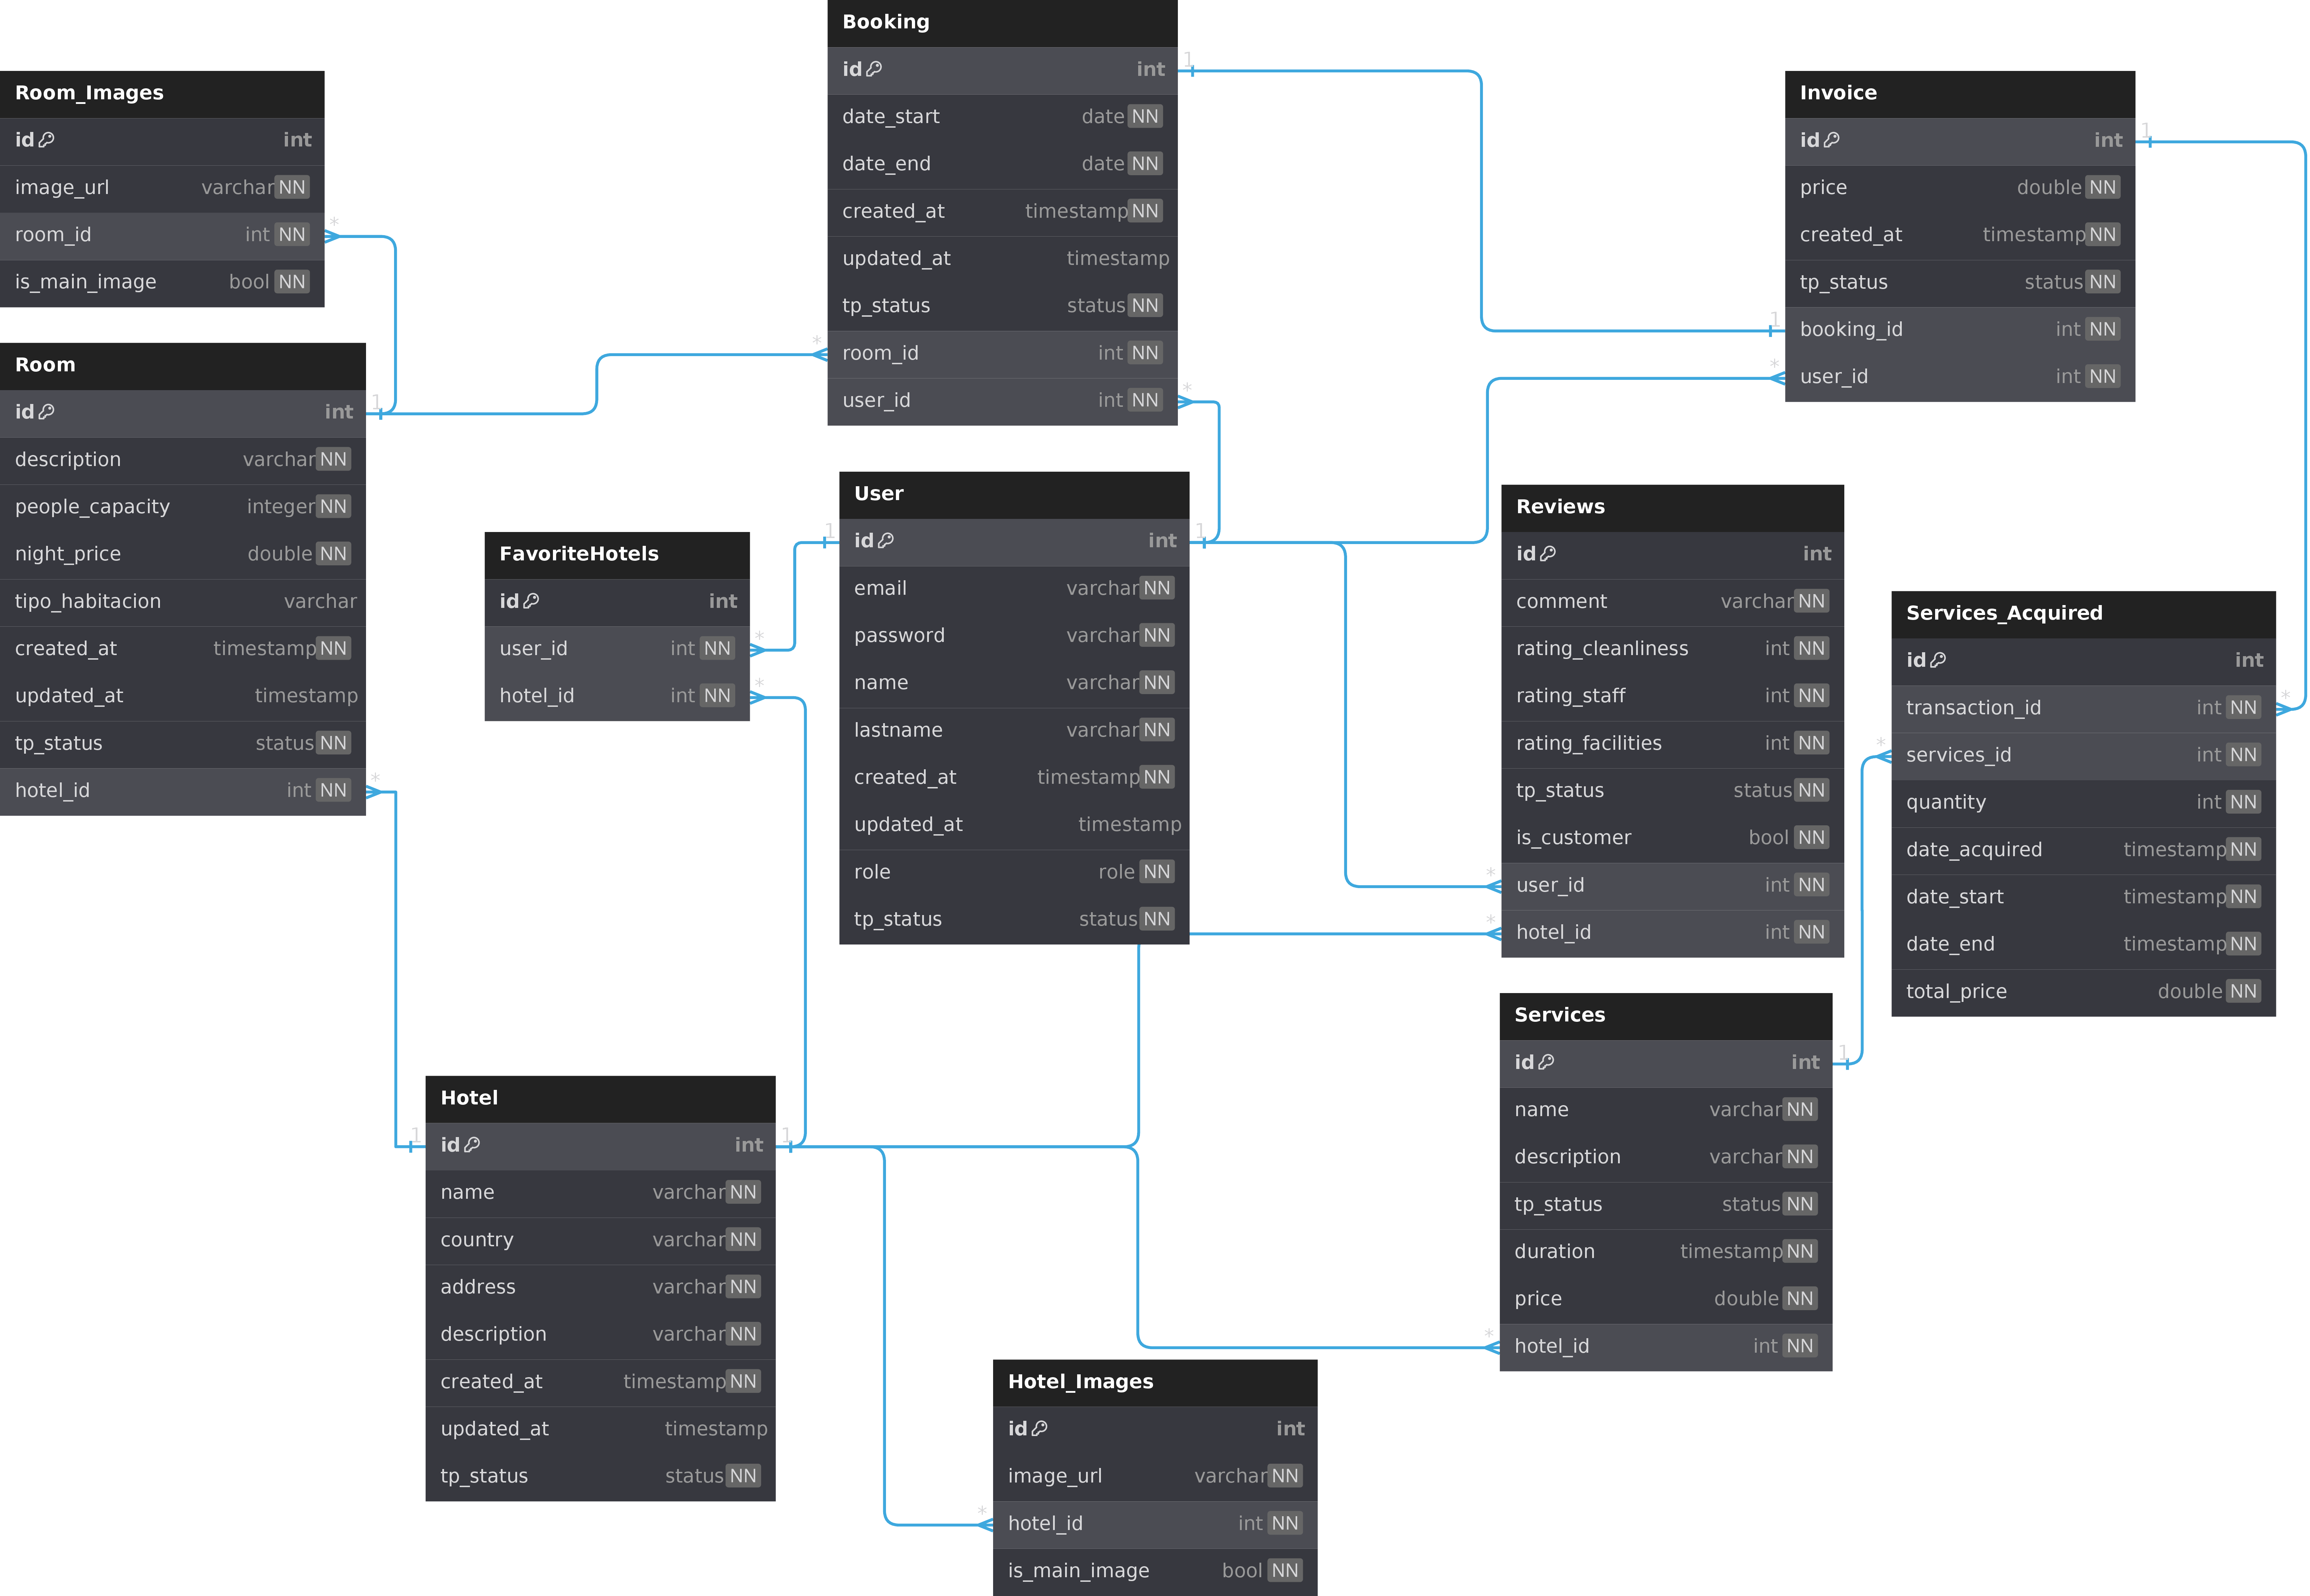 Booking
id int
date_start date NN
date_end date NN
created_at timestamp NN
updated_at timestamp
tp_status status NN
room_id int NN
user_id int NN
Room_Images
id int
image_url varchar NN
room_id int NN
is_main_image bool NN
Invoice
id int
price double NN
created_at timestamp NN
tp_status status NN
booking_id int NN
user_id int NN
Room
id int
description varchar NN
people_capacity integer NN
night_price double NN
tipo_habitacion varchar
created_at timestamp NN
updated_at timestamp
tp_status status NN
hotel_id int NN
FavoriteHotels
id int
user_id int NN
hotel_id int NN
User
id int
email varchar NN
password varchar NN
name varchar NN
lastname varchar NN
created_at timestamp NN
updated_at timestamp
role role NN
tp_status status NN
Reviews
id int
comment varchar NN
rating_cleanliness int NN
rating_staff int NN
rating_facilities int NN
tp_status status NN
is_customer bool NN
user_id int NN
hotel_id int NN
Services_Acquired
id int
transaction_id int NN
services_id int NN
quantity int NN
date_acquired timestamp NN
date_start timestamp NN
date_end timestamp NN
total_price double NN
Services
id int
name varchar NN
description varchar NN
tp_status status NN
duration timestamp NN
price double NN
hotel_id int NN
Hotel
id int
name varchar NN
country varchar NN
address varchar NN
description varchar NN
created_at timestamp NN
updated_at timestamp
tp_status status NN
Hotel_Images
id int
image_url varchar NN
hotel_id int NN
is_main_image bool NN
1
1
1
1
1
1
1
1
1
*
*
*
*
*
*
*
*
*
*
*
*
*